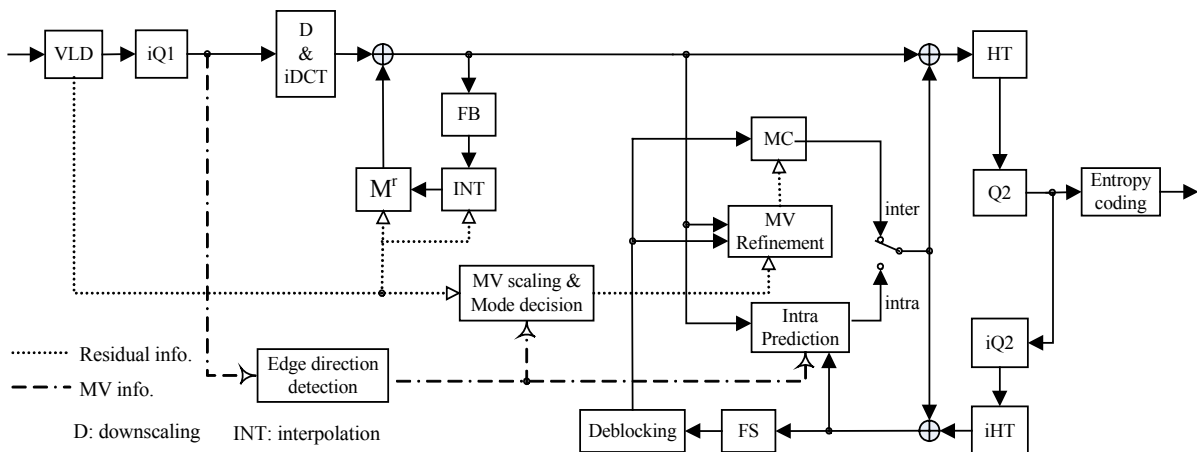 VLD
iQ1
D
&
iDCT
HT
FB
MC
M^r
INT
Q2
Entropy
coding
inter
MV
Refinement
MV scaling &
Mode decision
intra
Intra
Prediction
iQ2
Residual info.
MV info.
Edge direction
detection
D: downscaling
INT: interpolation
Deblocking
FS
iHT